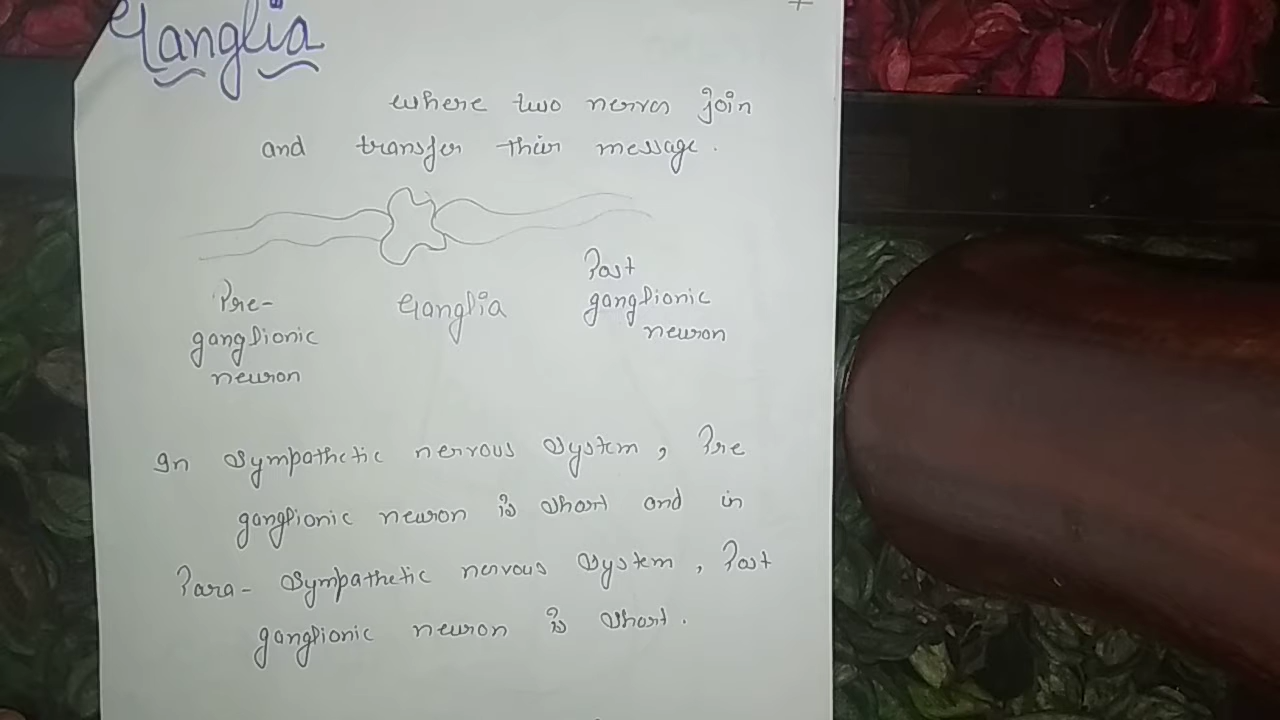 Ganglia
where two nerves join
and transfer their message.
Pre-
ganglionic
neuron
Ganglia
Post
ganglionic
neuron
In sympathetic nervous system, Pre
ganglionic neuron is short and in
Para- sympathetic nervous system, Post
ganglionic neuron is short.